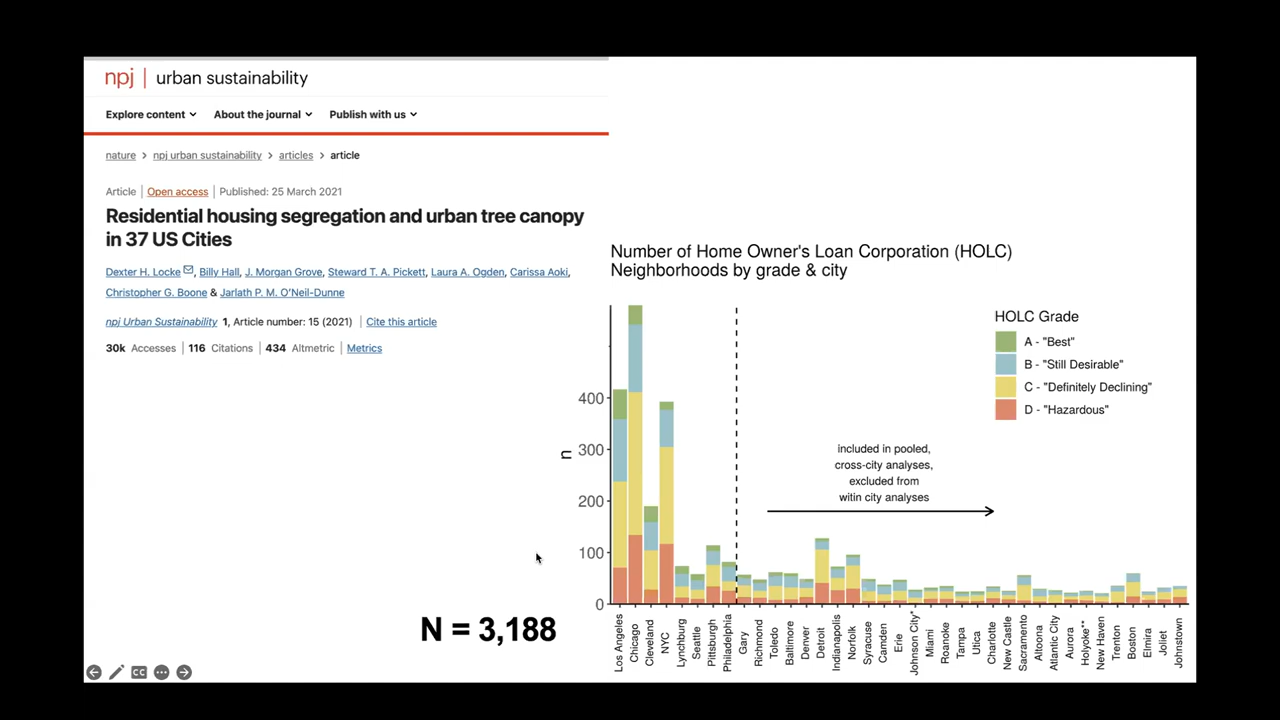 npj | urban sustainability
Explore content About the journal Publish with us
nature > npj urban sustainability > articles > article
Article | Open access | Published: 25 March 2021
Residential housing segregation and urban tree canopy
in 37 US Cities
Dexter H. Locke, Billy Hall, J. Morgan Grove, Steward T. A. Pickett, Laura A. Ogden, Carissa Aoki,
Christopher G. Boone & Jarlath P. M. O'Neil-Dunne
npj Urban Sustainability 1, Article number: 15 (2021) | Cite this article
30k Accesses | 116 Citations | 434 Altmetric | Metrics
N = 3,188
CC
Number of Home Owner's Loan Corporation (HOLC)
Neighborhoods by grade & city
HOLC Grade
A - "Best"
B - "Still Desirable"
C - "Definitely Declining"
D - "Hazardous"
included in pooled,
cross-city analyses,
excluded from
witin city analyses
n
400
300
200
100
0
Los Angeles
Chicago
Cleveland
NYC
Lynchburg
Seattle
Pittsburgh
Philadelphia
Gary
Richmond
Toledo
Baltimore
Denver
Detroit
Indianapolis
Norfolk
Syracuse
Camden
Erie
Johnson City*
Miami
Roanoke
Tampa
Utica
Charlotte
New Castle
Sacramento
Altoona
Atlantic City
Aurora
Holyoke**
New Haven
Trenton
Boston
Elmira
Joliet
Johnstown